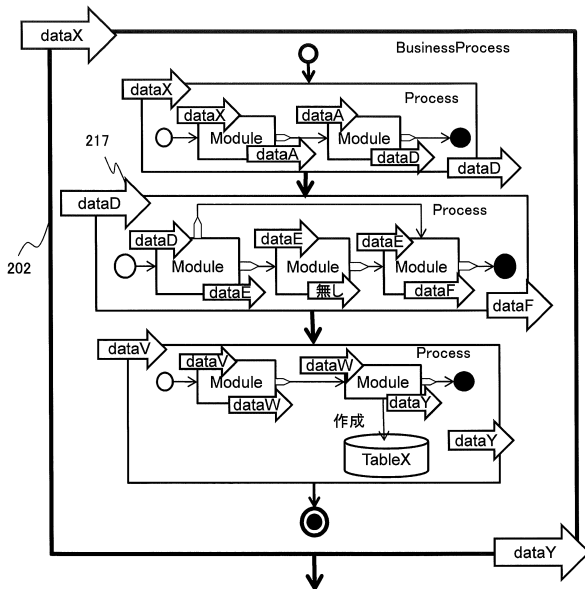 dataX
BusinessProcess
dataX
Process
dataX
dataA
Module
Module
dataA
dataD
dataD
217
dataD
Process
dataD
dataE
dataE
Module
Module
Module
dataE
無し
dataF
dataF
202
dataV
Process
dataV
dataW
Module
Module
dataW
dataY
作成
dataY
TableX
dataY